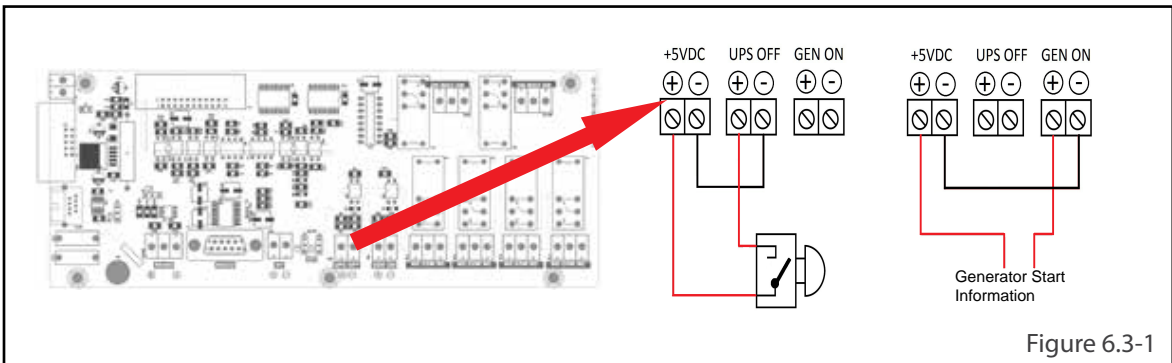 +5VDC UPS OFF GEN ON
+ - + - + -
+5VDC UPS OFF GEN ON
+ - + - + -
Generator Start
Information
Figure 6.3-1